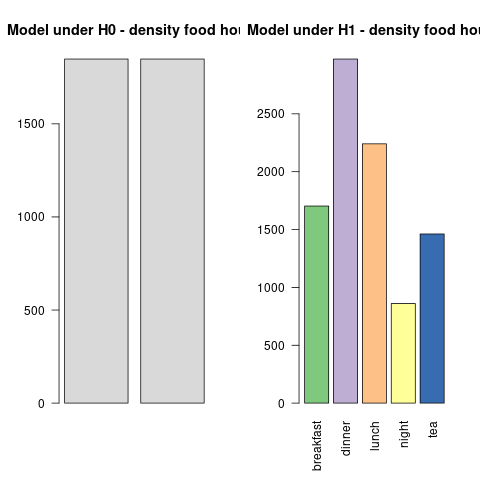 Model under H0 - density food hou
Model under H1 - density food hou
1500
1000
500
0
2500
2000
1500
1000
500
0
breakfast
dinner
lunch
night
tea